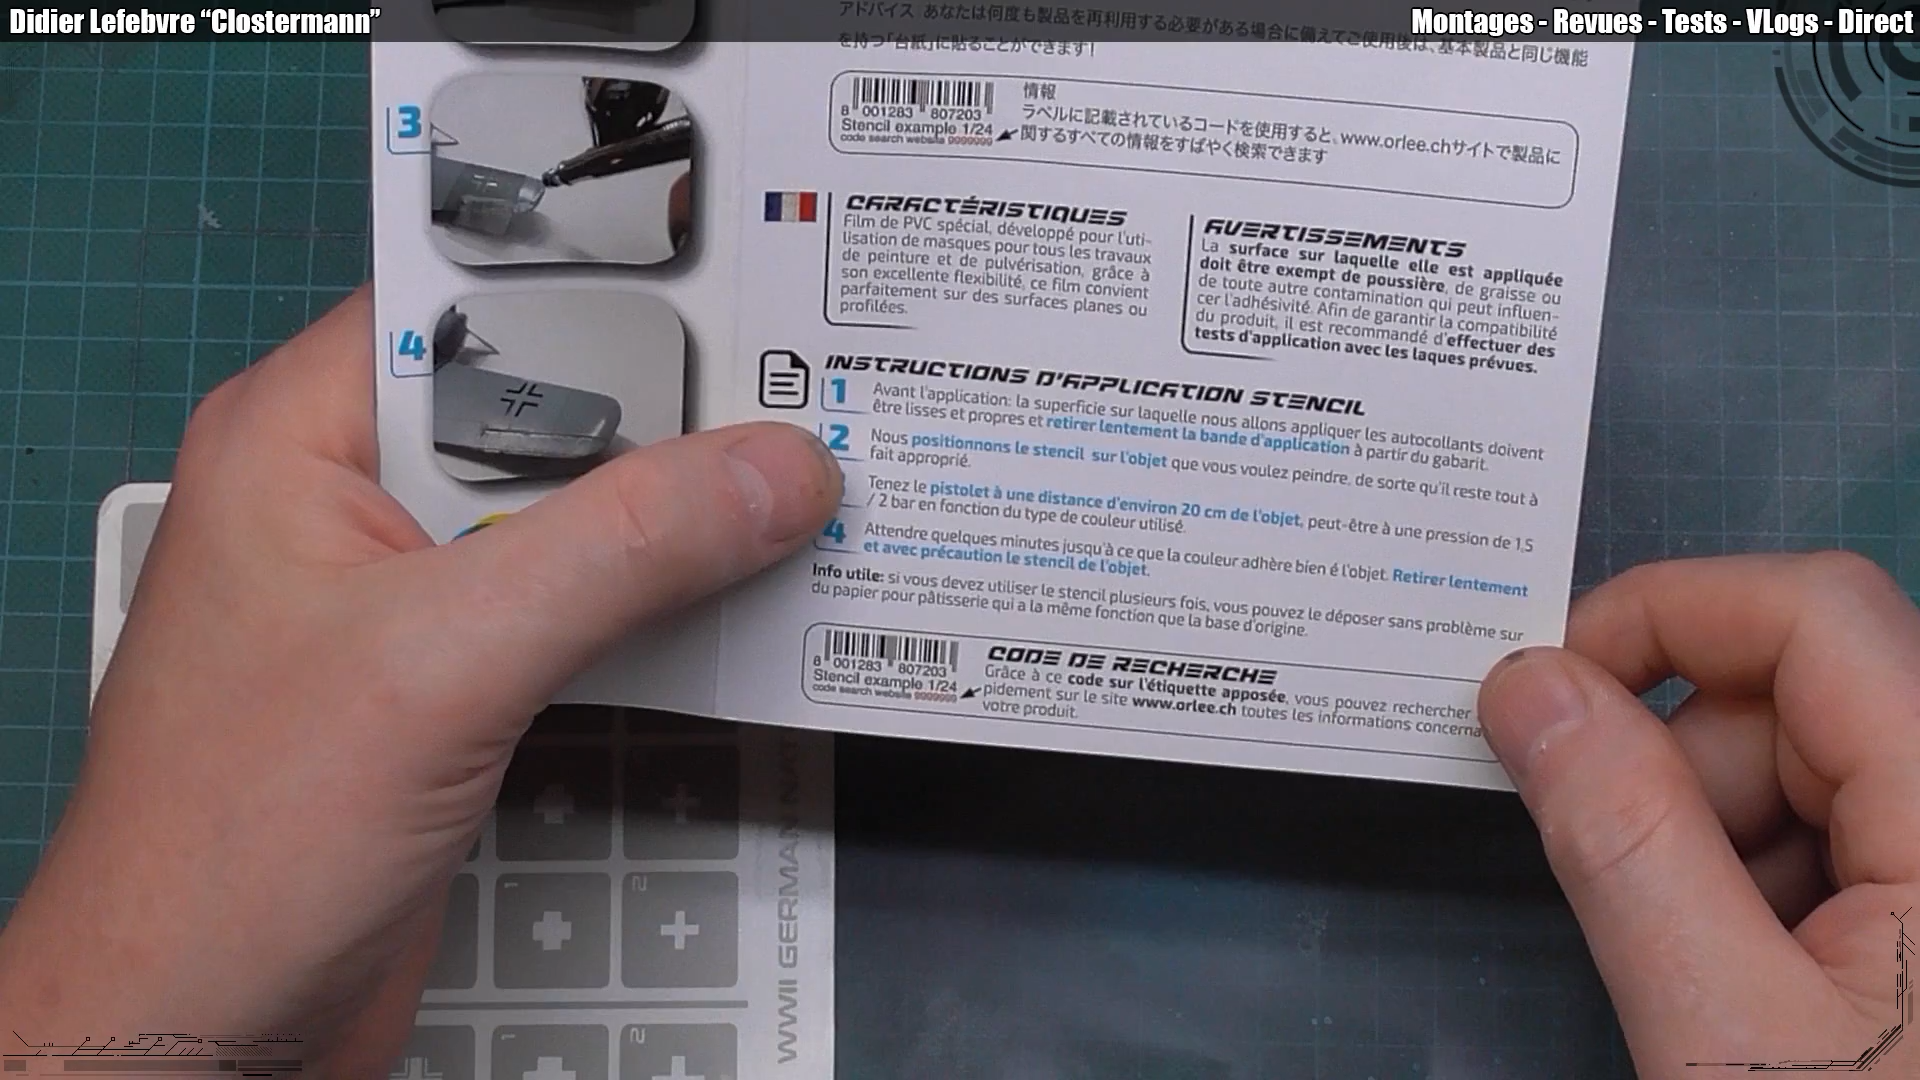 Didier Lefebvre “Clostermann”
Montages - Revues - Tests - VLogs - Direct
アドバイス あなたは何度も製品を再利用する必要がある場合に備えてご使用後は、基本製品と同じ機能
を持つ「台紙」に貼ることができます!
8 001283 807203
Stencil example 1/24
code search website 9999999
情報
ラベルに記載されているコードを使用すると、www.orlee.chサイトで製品に
関するすべての情報をすばやく検索できます
3
4
CARACTÉRISTIQUES
Film de PVC spécial, développé pour l'uti-
lisation de masques pour tous les travaux
de peinture et de pulvérisation, grâce à
son excellente flexibilité, ce film convient
parfaitement sur des surfaces planes ou
profilées.
AVERTISSEMENTS
La surface sur laquelle elle est appliquée
doit être exempt de poussière, de graisse ou
de toute autre contamination qui peut influen-
cer l'adhésivité. Afin de garantir la compatibilité
du produit, il est recommandé d'effectuer des
tests d'application avec les laques prévues.
INSTRUCTIONS D'APPLICATION STENCIL
1 Avant l'application: la superficie sur laquelle nous allons appliquer les autocollants doivent
être lisses et propres et retirer lentement la bande d'application à partir du gabarit.
2 Nous positionnons le stencil sur l'objet que vous voulez peindre, de sorte qu'il reste tout à
fait approprié.
Tenez le pistolet à une distance d'environ 20 cm de l'objet, peut-être à une pression de 1,5
/ 2 bar en fonction du type de couleur utilisé.
4 Attendre quelques minutes jusqu'à ce que la couleur adhère bien é l'objet. Retirer lentement
et avec précaution le stencil de l'objet.
Info utile: si vous devez utiliser le stencil plusieurs fois, vous pouvez le déposer sans problème sur
du papier pour pâtisserie qui a la même fonction que la base d'origine.
8 001283 807203
Stencil example 1/24
code search website 9999999
CODE DE RECHERCHE
Grâce à ce code sur l'étiquette apposée, vous pouvez rechercher
pidement sur le site www.orlee.ch toutes les informations concerna
votre produit.
1
2
1
2
WWII GERMAN